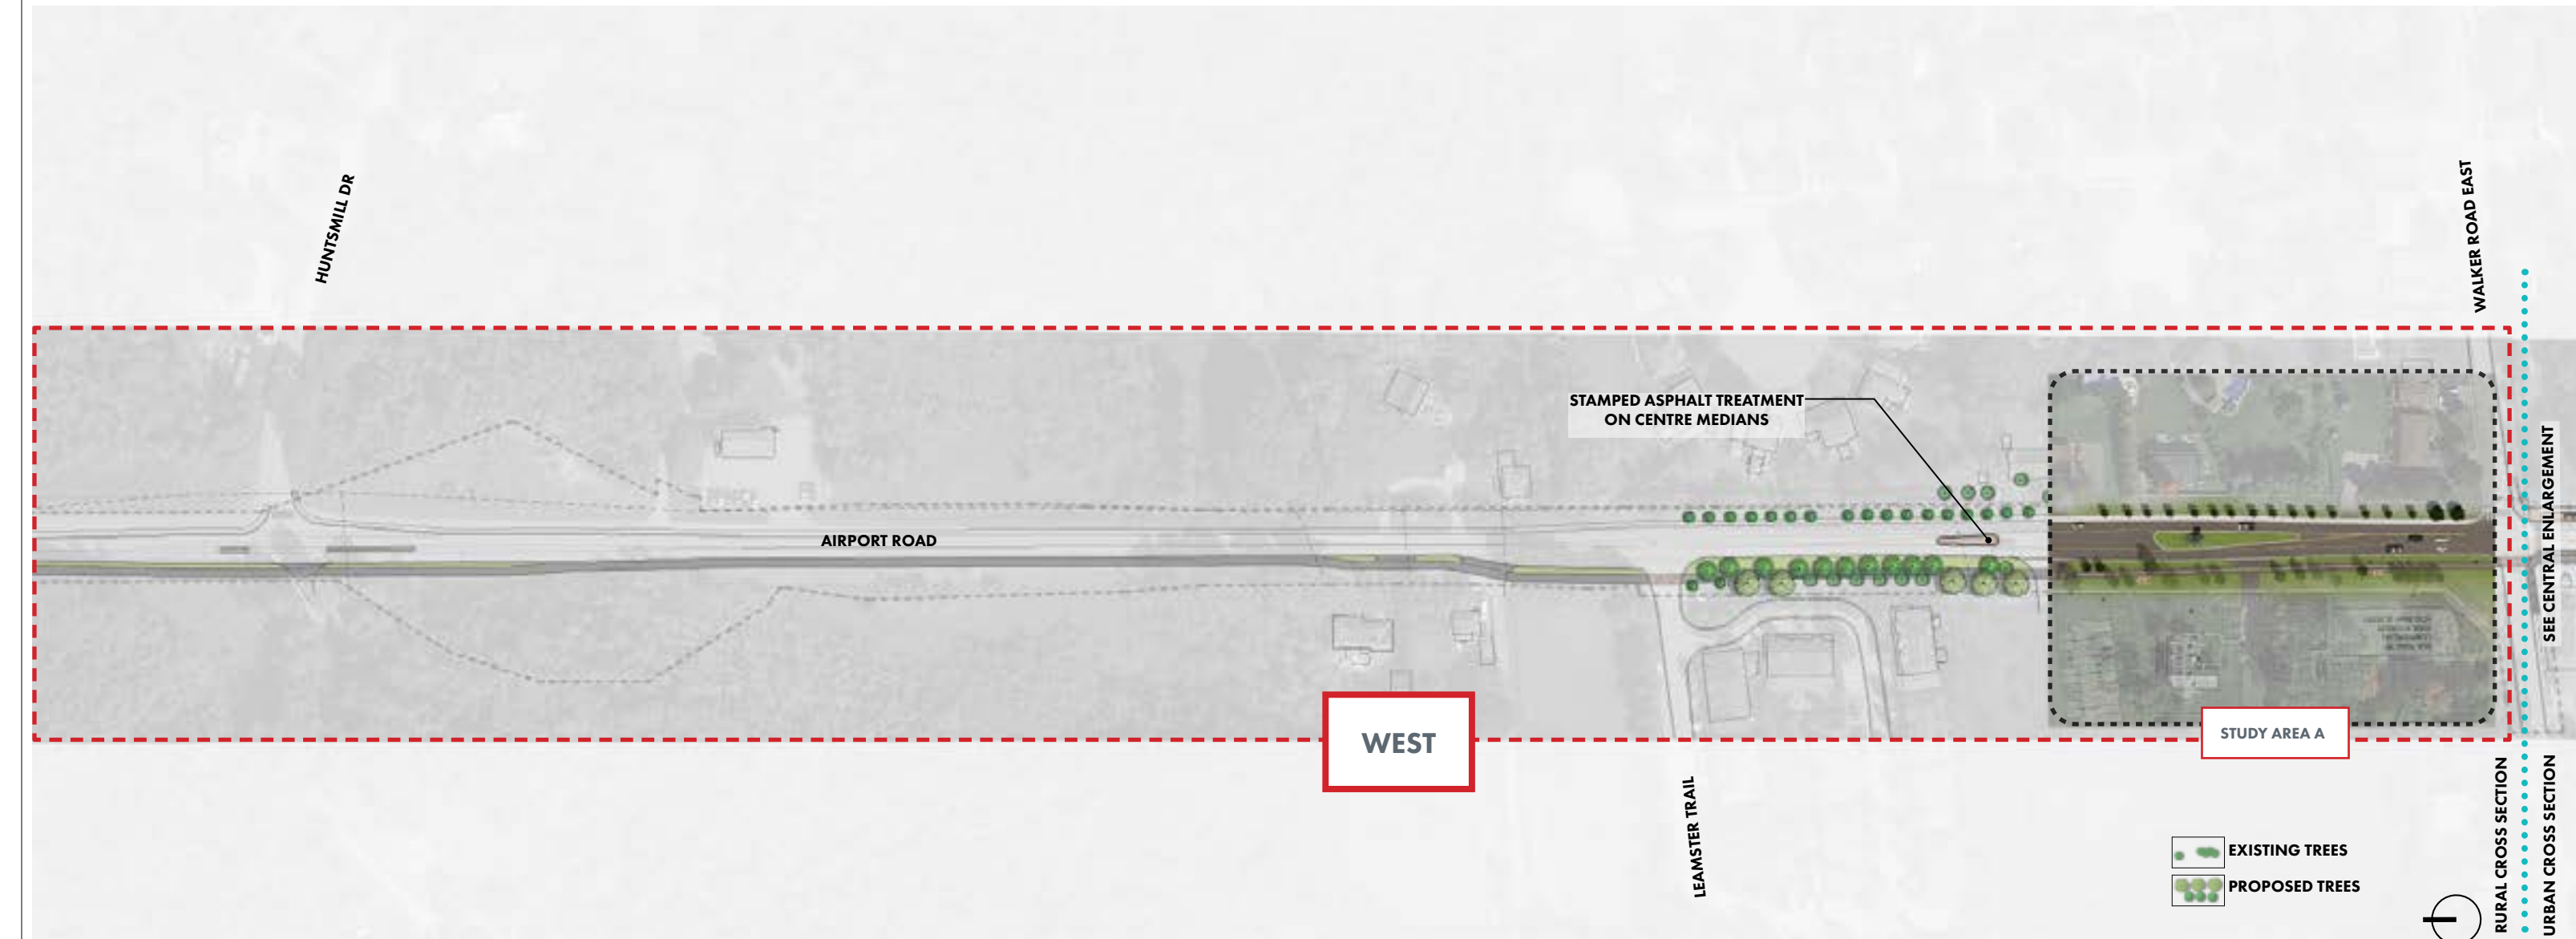 HUNTSMILL DR
WALKER ROAD EAST
STAMPED ASPHALT TREATMENT
ON CENTRE MEDIANS
SEE CENTRAL ENLARGEMENT
AIRPORT ROAD
WEST
STUDY AREA A
LEAMSTER TRAIL
EXISTING TREES
PROPOSED TREES
RURAL CROSS SECTION
URBAN CROSS SECTION